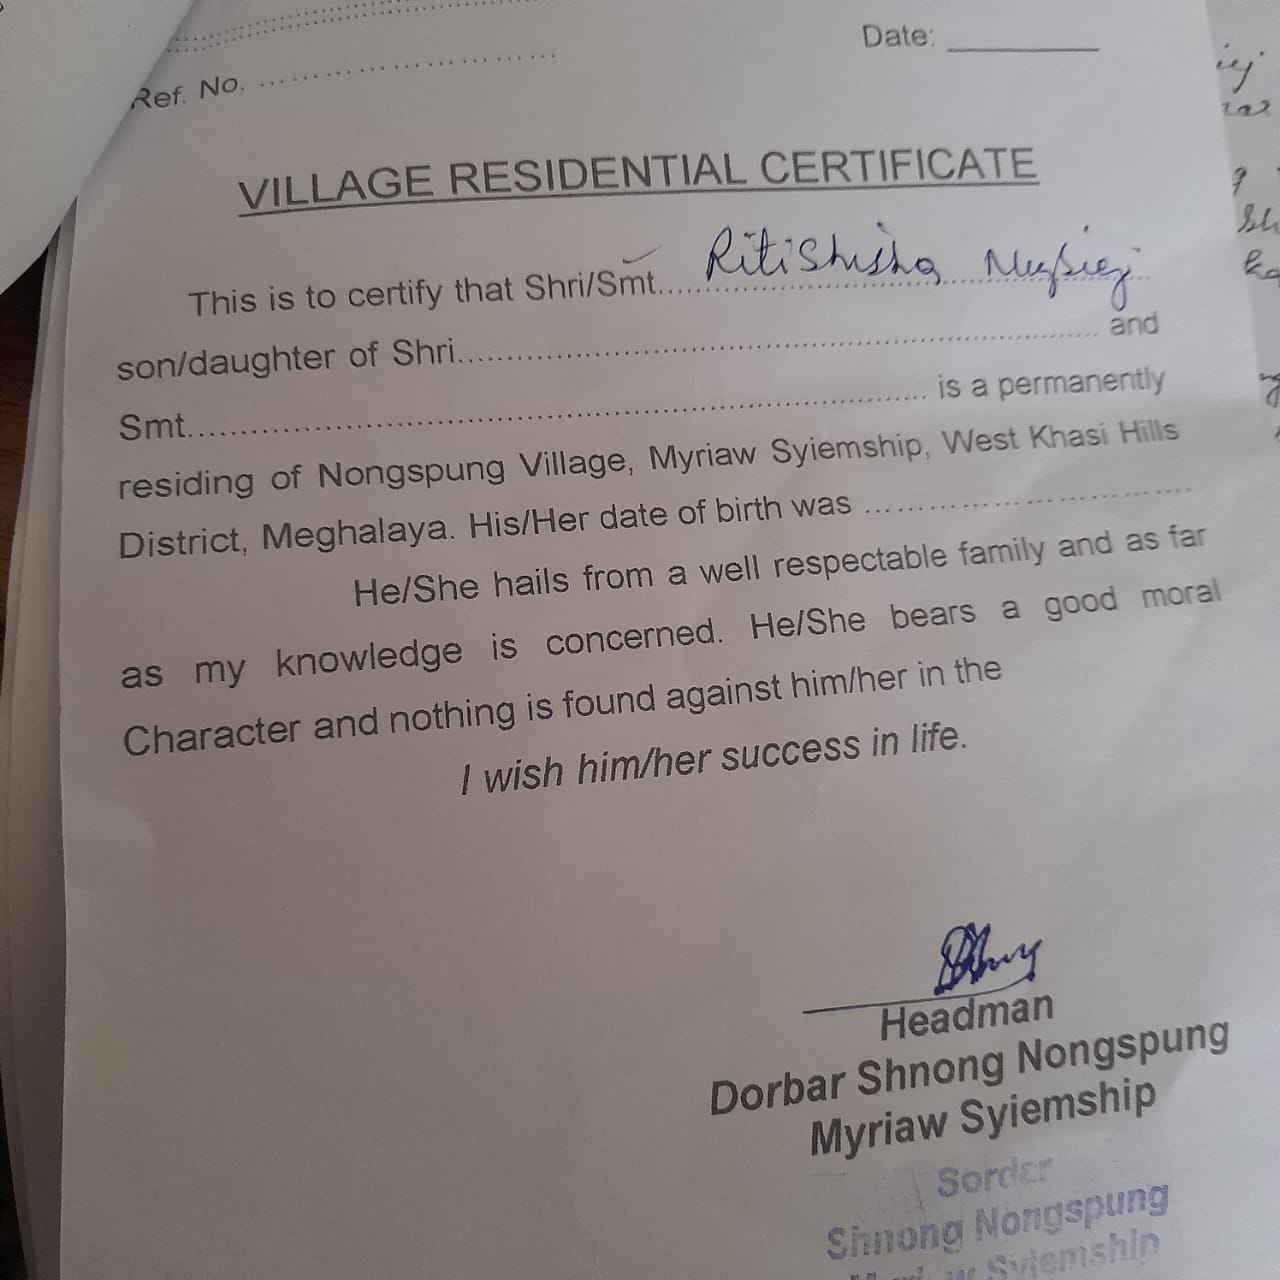 Date: __________
Ref. No. ..............................
VILLAGE RESIDENTIAL CERTIFICATE
This is to certify that Shri/Smt. Ritishisha
son/daughter of Shri............................................................ and
Smt............................................................ is a permanently
residing of Nongspung Village, Myriaw Syiemship, West Khasi Hills
District, Meghalaya. His/Her date of birth was ..............................
He/She hails from a well respectable family and as far
as my knowledge is concerned. He/She bears a good moral
Character and nothing is found against him/her in the
I wish him/her success in life.
Headman
Dorbar Shnong Nongspung
Myriaw Syiemship
Sordar
Shnong Nongspung
Syiemship